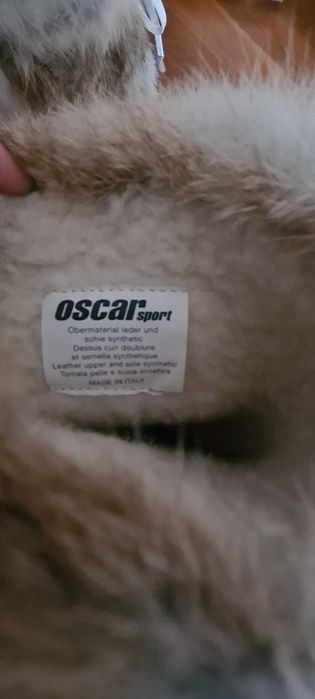 oscar sport
Obermaterial leder und
sohle synthetic
Dessus cuir doublure
et semelle synthetique
Leather upper and sole synthetic
Tomaia pelle e suola sintetica
MADE IN ITALY